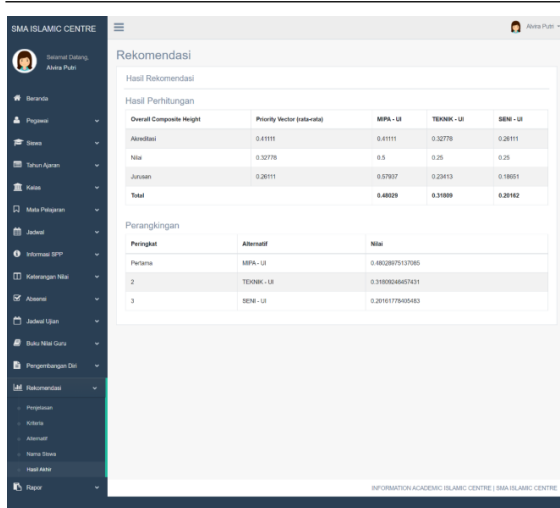 SMA ISLAMIC CENTRE
Alvira Putri
Selamat Datang,
Alvira Putri
Beranda
Pegawai
Siswa
Tahun Ajaran
Kelas
Mata Pelajaran
Jadwal
Informasi SPP
Keterangan Nilai
Absensi
Jadwal Ujian
Buku Nilai Guru
Pengembangan Diri
Rekomendasi
Penjelasan
Kriteria
Alternatif
Nama Siswa
Hasil Akhir
Rapor
Rekomendasi
Hasil Rekomendasi
Hasil Perhitungan
Overall Composite Height Priority Vector (rata-rata) MIPA - UI TEKNIK - UI SENI - UI
Akreditasi 0.41111 0.41111 0.32778 0.26111
Nilai 0.32778 0.5 0.25 0.25
Jurusan 0.26111 0.57937 0.23413 0.18651
Total 0.48029 0.31809 0.20162
Perangkingan
Peringkat Alternatif Nilai
Pertama MIPA - UI 0.48028975137085
2 TEKNIK - UI 0.31809246457431
3 SENI - UI 0.20161778405483
INFORMATION ACADEMIC ISLAMIC CENTRE | SMA ISLAMIC CENTRE